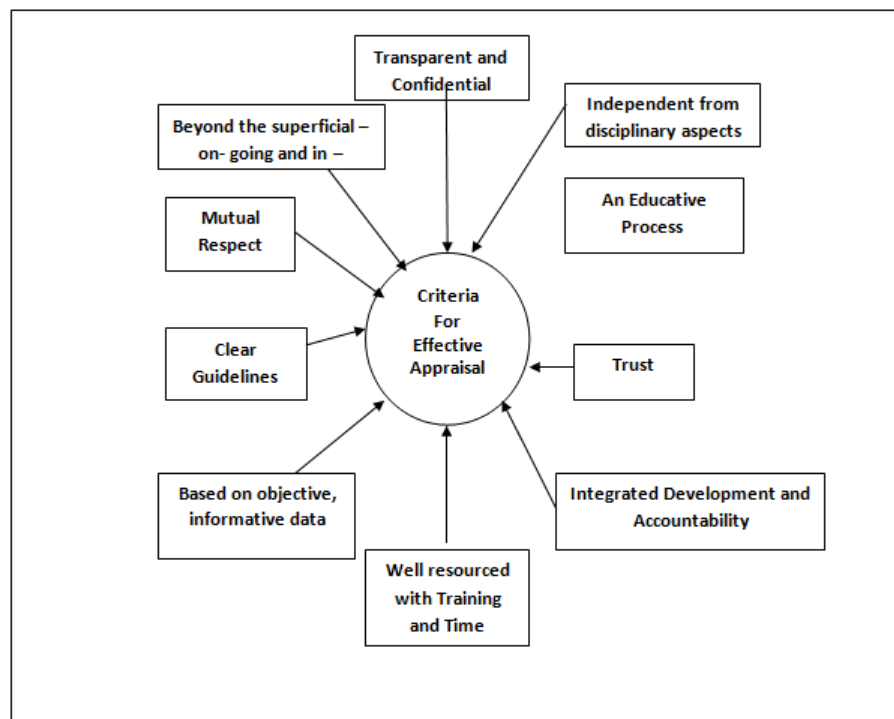 Transparent and
Confidential
Independent from
disciplinary aspects
Beyond the superficial –
on- going and in –
An Educative
Process
Mutual
Respect
Criteria
For
Effective
Appraisal
Clear
Guidelines
Trust
Based on objective,
informative data
Integrated Development and
Accountability
Well resourced
with Training
and Time